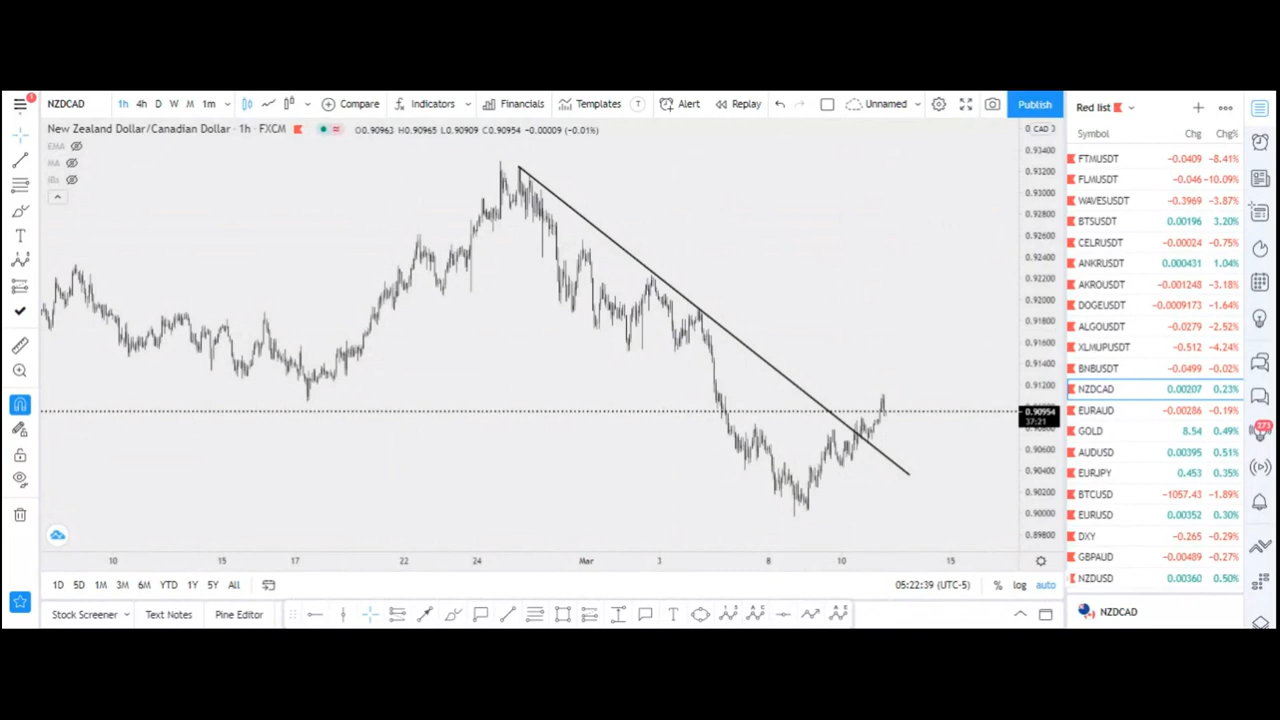 NZDCAD 1h 4h D W M 1m Compare Indicators Financials Templates T Alert Replay Unnamed Publish
New Zealand Dollar/Canadian Dollar · 1h · FXCM O0.90963 H0.90965 L0.90909 C0.90954 −0.00009 (−0.01%)
EMA
MA
CAD
0.93400
0.93200
0.93000
0.92800
0.92600
0.92400
0.92200
0.92000
0.91800
0.91600
0.91400
0.91200
0.90954
37:21
0.90600
0.90400
0.90200
0.90000
0.89800
10 15 17 22 24 Mar 3 8 10 15
1D 5D 1M 3M 6M YTD 1Y 5Y All 05:22:39 (UTC-5) % log auto
Stock Screener Text Notes Pine Editor
Red list
Symbol Chg Chg%
FTMUSDT −0.0409 −8.41%
FLMUSDT −0.046 −10.09%
WAVESUSDT −0.3969 −3.87%
BTSUSDT 0.00196 3.20%
CELRUSDT −0.00024 −0.75%
ANKRUSDT 0.000431 1.04%
AKROUSDT −0.001248 −3.18%
DOGEUSDT −0.0009173 −1.64%
ALGOUSDT −0.0279 −2.52%
XLMUPUSDT −0.512 −4.24%
BNBUSDT −0.0499 −0.02%
NZDCAD 0.00207 0.23%
EURAUD −0.00286 −0.19%
GOLD 8.54 0.49%
AUDUSD 0.00395 0.51%
EURJPY 0.453 0.35%
BTCUSD −1057.43 −1.89%
EURUSD 0.00352 0.30%
DXY −0.265 −0.29%
GBPAUD −0.00489 −0.27%
NZDUSD 0.00360 0.50%
NZDCAD
273